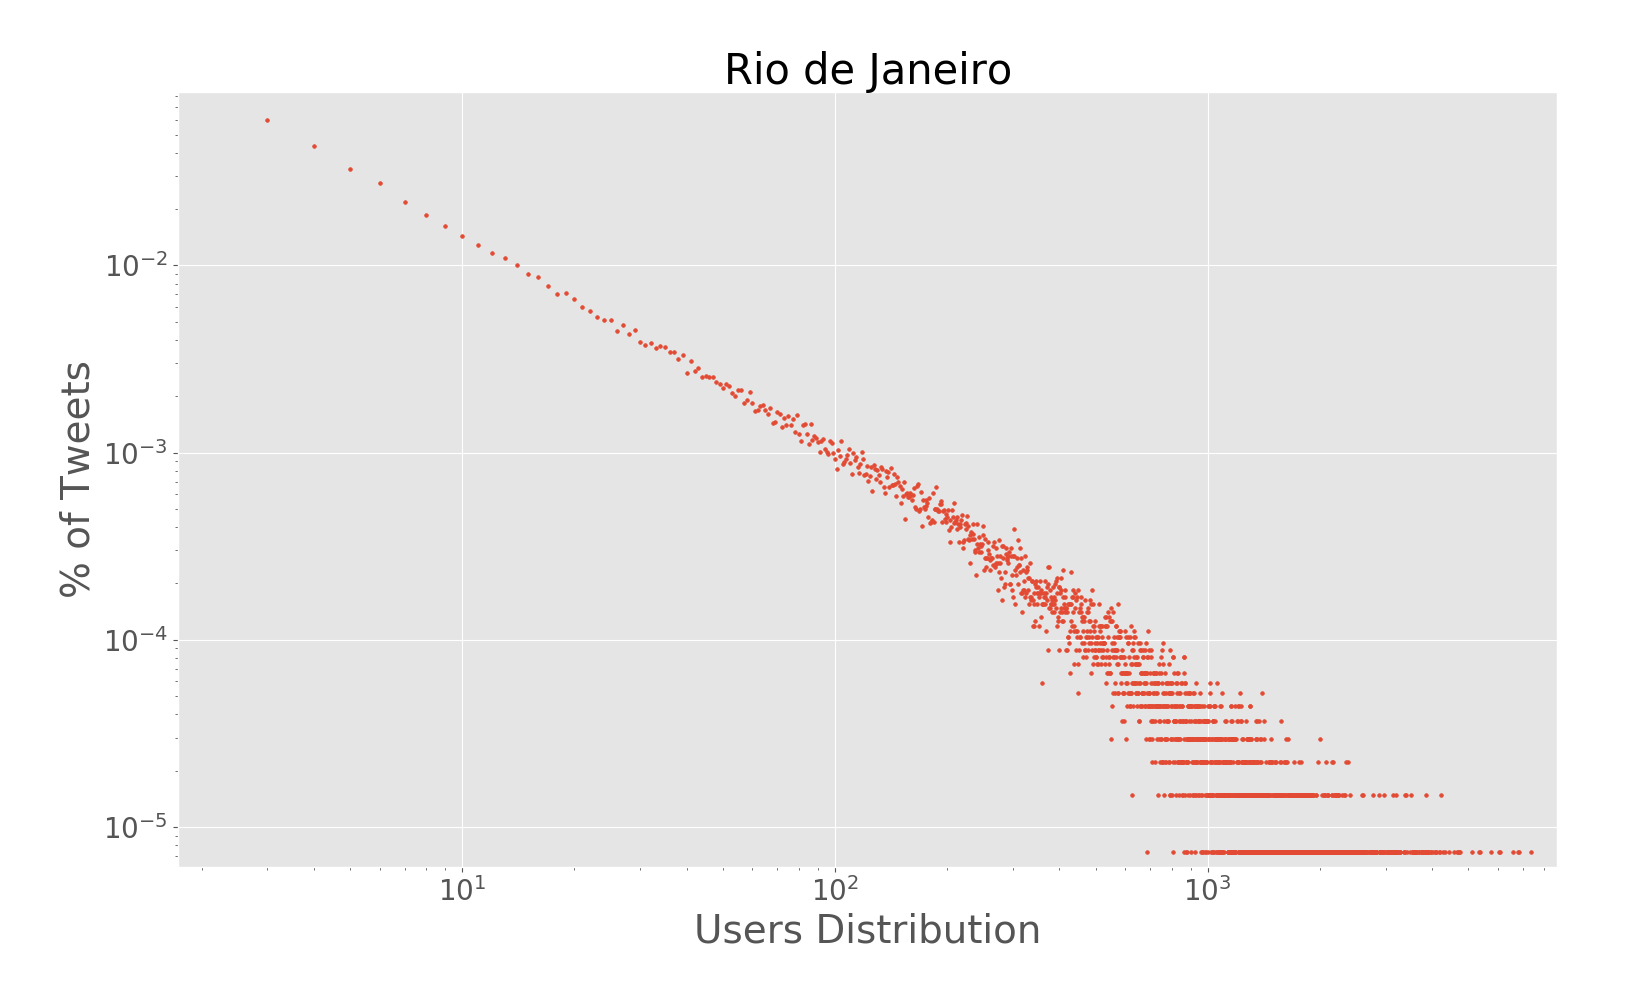 Rio de Janeiro
% of Tweets
10⁻²
10⁻³
10⁻⁴
10⁻⁵
10¹ 10² 10³
Users Distribution